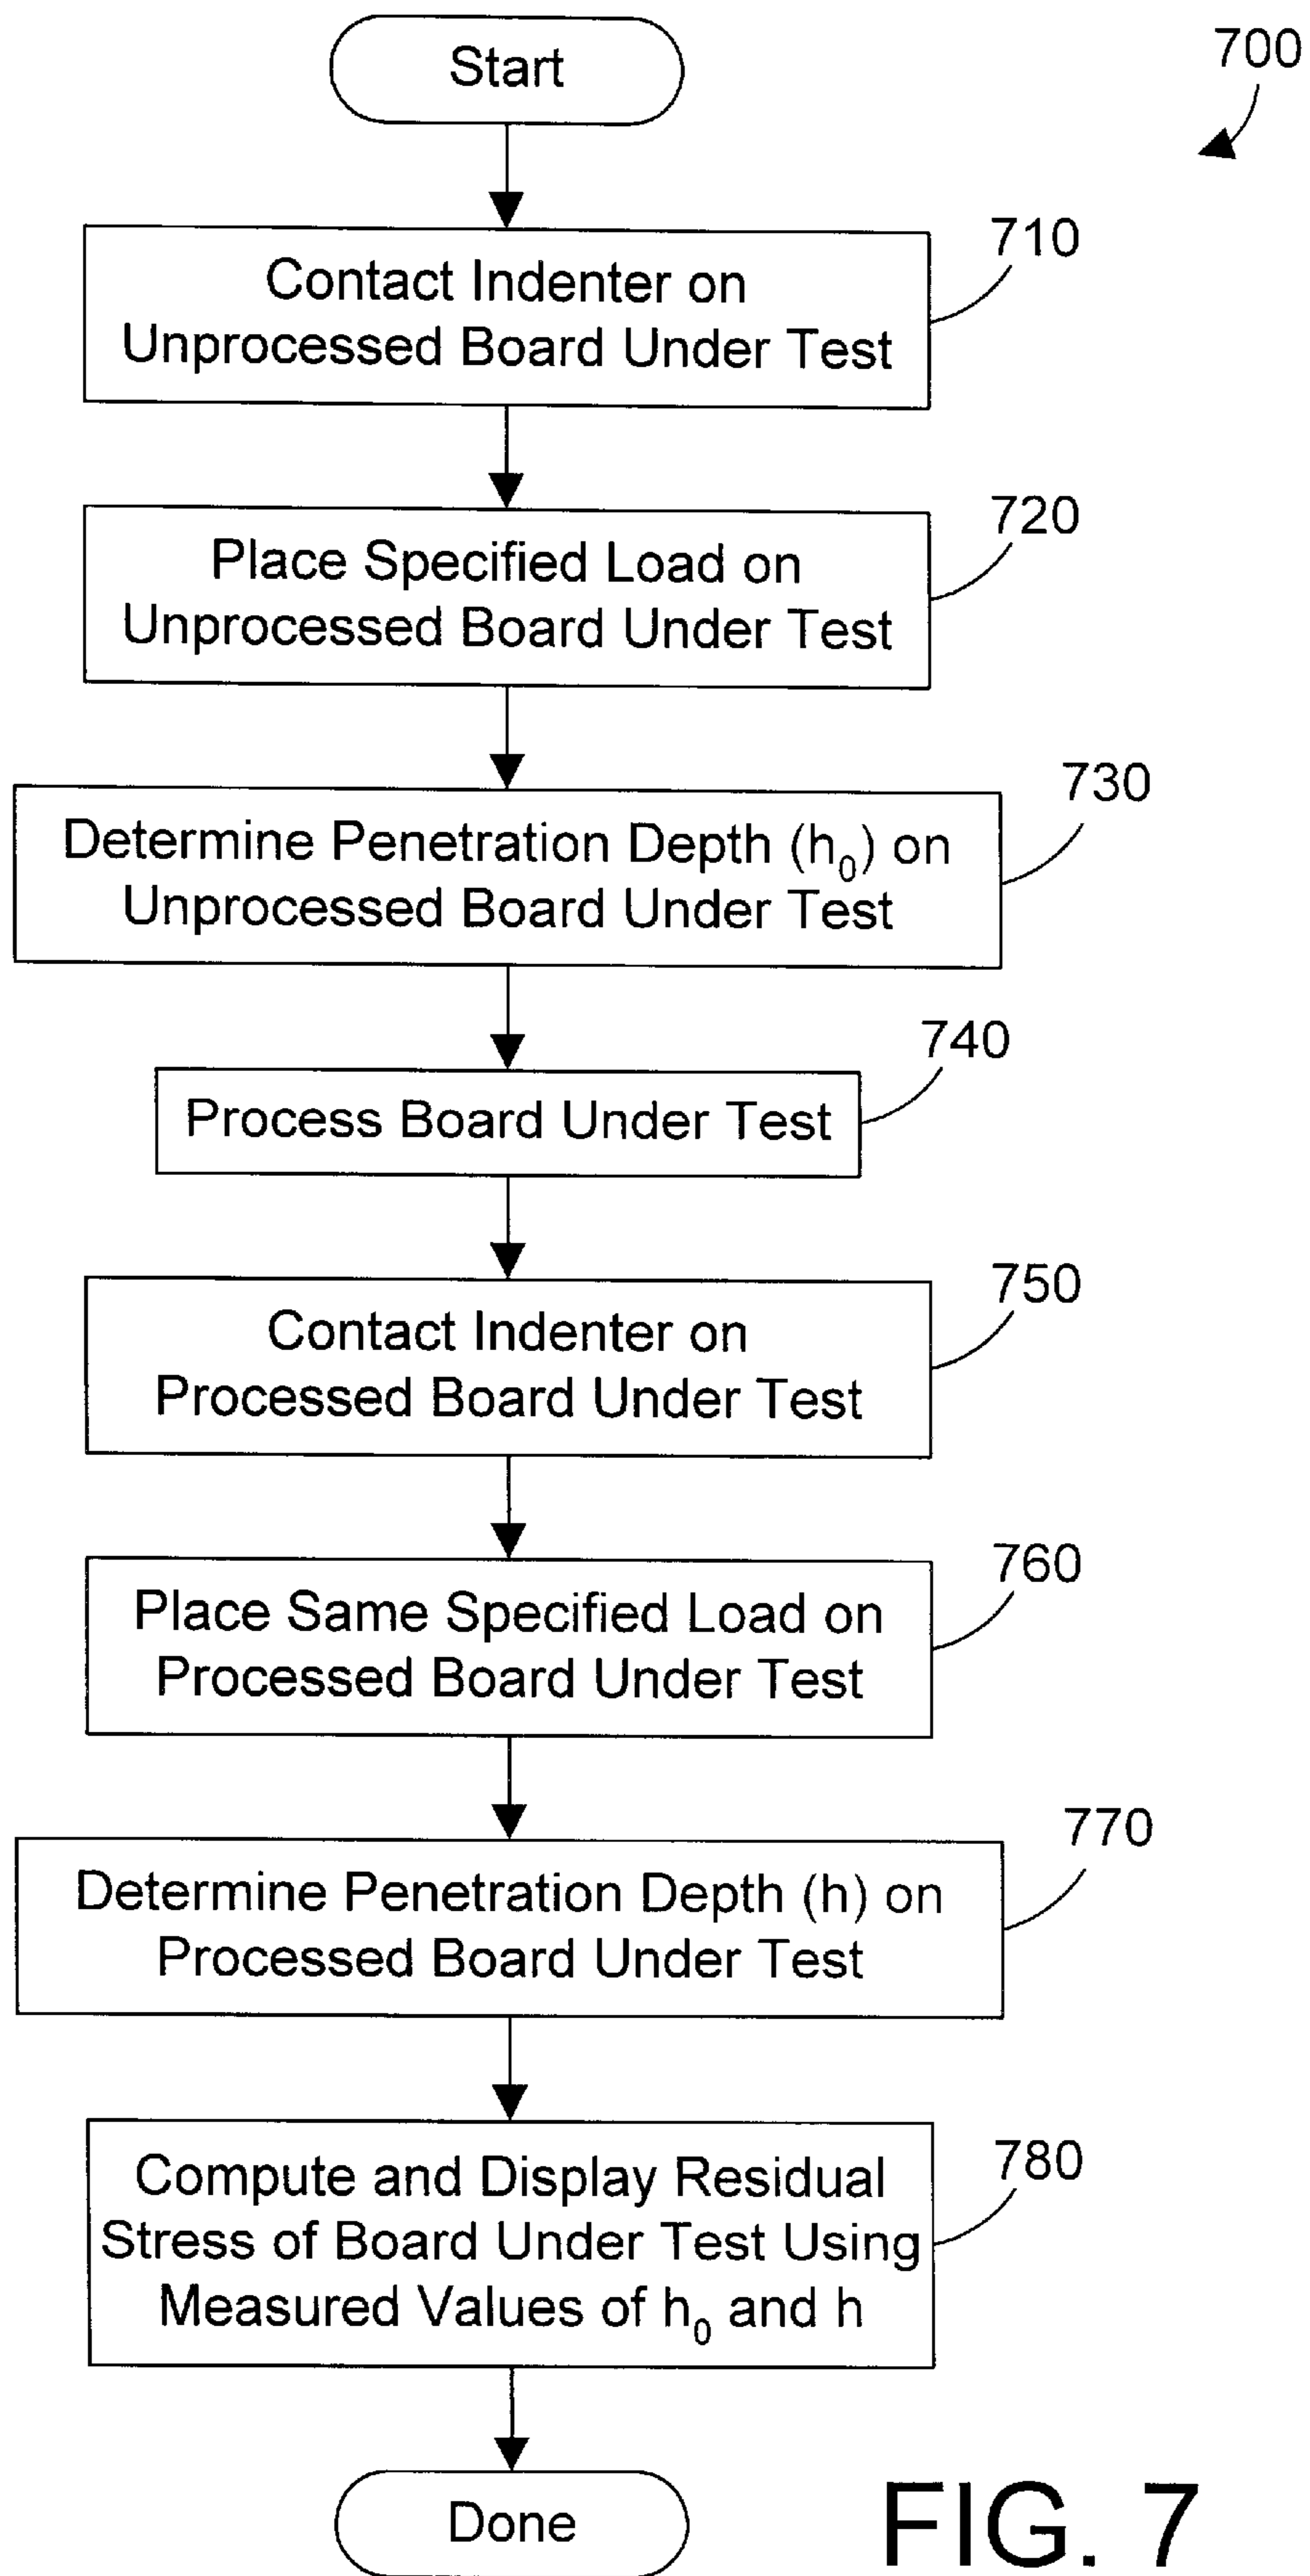 Start
700
710
Contact Indenter on
Unprocessed Board Under Test
720
Place Specified Load on
Unprocessed Board Under Test
730
Determine Penetration Depth (h₀) on
Unprocessed Board Under Test
740
Process Board Under Test
750
Contact Indenter on
Processed Board Under Test
760
Place Same Specified Load on
Processed Board Under Test
770
Determine Penetration Depth (h) on
Processed Board Under Test
780
Compute and Display Residual
Stress of Board Under Test Using
Measured Values of h₀ and h
Done
FIG. 7